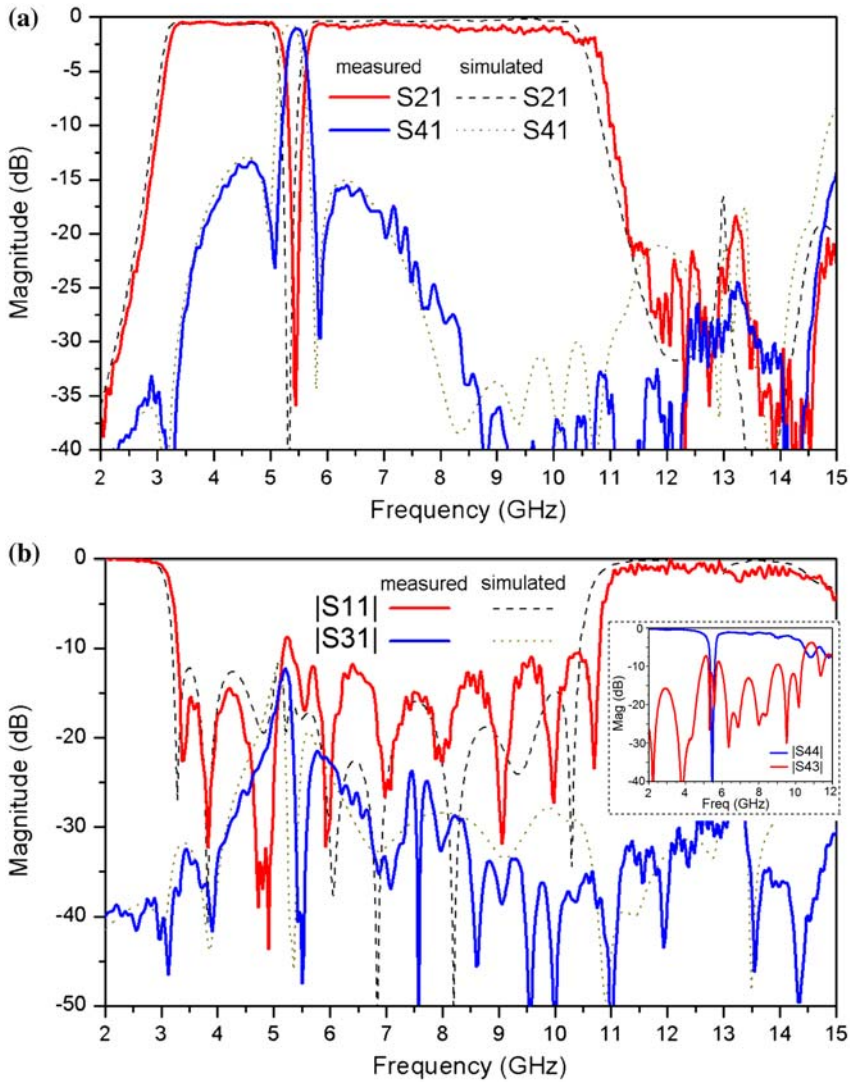 (a)
0
-5
-10
-15
-20
-25
-30
-35
-40
Magnitude (dB)
measured simulated
S21 S21
S41 S41
2 3 4 5 6 7 8 9 10 11 12 13 14 15
Frequency (GHz)
(b)
0
-10
-20
-30
-40
-50
Magnitude (dB)
measured simulated
|S11|
|S31|
0
-10
-20
-30
-40
Mag (dB)
|S44|
|S43|
2 4 6 8 10 12
Freq (GHz)
2 3 4 5 6 7 8 9 10 11 12 13 14 15
Frequency (GHz)